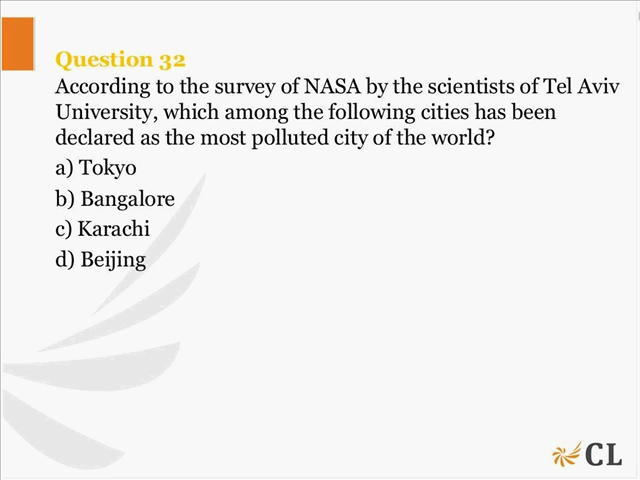 Question 32
According to the survey of NASA by the scientists of Tel Aviv
University, which among the following cities has been
declared as the most polluted city of the world?
a) Tokyo
b) Bangalore
c) Karachi
d) Beijing
CL